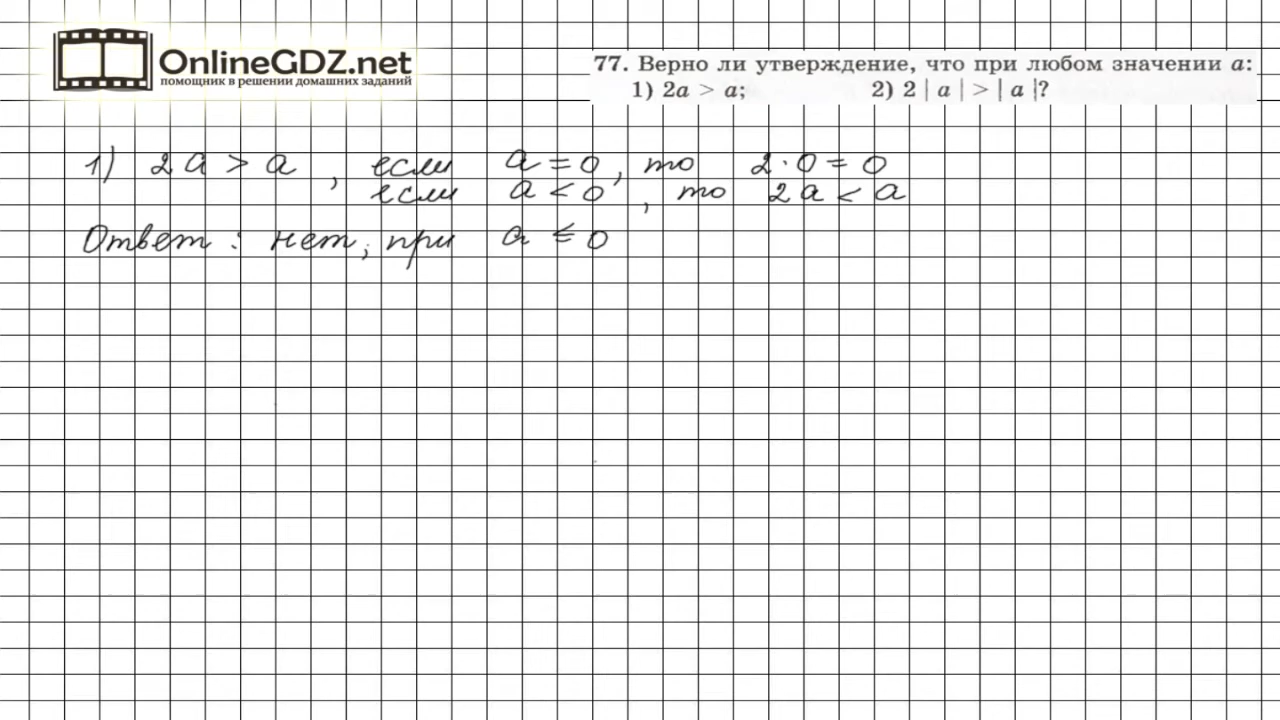 OnlineGDZ.net
помощник в решении домашних заданий
77. Верно ли утверждение, что при любом значении a:
1) 2a > a; 2) 2 | a | > | a |?
1) 2a > a , если a = 0, то 2·0 = 0
если a < 0 , то 2a < a
Ответ: нет, при a ≤ 0